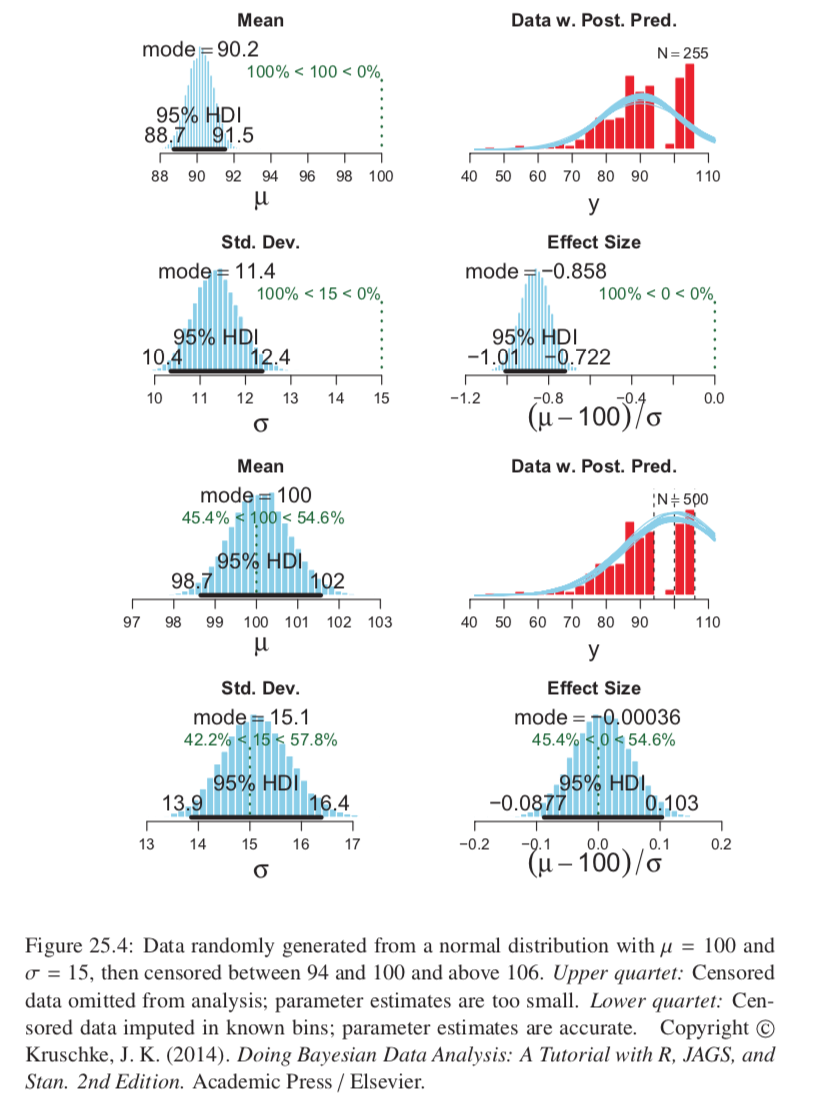 Mean
mode = 90.2
100% < 100 < 0%
95% HDI
88.7 91.5
88 90 92 94 96 98 100
μ
Data w. Post. Pred.
N = 255
40 50 60 70 80 90 110
y
Std. Dev.
mode = 11.4
100% < 15 < 0%
95% HDI
10.4 12.4
10 11 12 13 14 15
σ
Effect Size
mode = −0.858
100% < 0 < 0%
95% HDI
−1.01 −0.722
−1.2 −0.8 −0.4 0.0
(μ − 100)/σ
Mean
mode = 100
45.4% < 100 < 54.6%
95% HDI
98.7 102
97 98 99 100 101 102 103
μ
Data w. Post. Pred.
N = 500
40 50 60 70 80 90 110
y
Std. Dev.
mode = 15.1
42.2% < 15 < 57.8%
95% HDI
13.9 16.4
13 14 15 16 17
σ
Effect Size
mode = −0.00036
45.4% < 0 < 54.6%
95% HDI
−0.0877 0.103
−0.2 −0.1 0.0 0.1 0.2
(μ − 100)/σ
Figure 25.4: Data randomly generated from a normal distribution with μ = 100 and
σ = 15, then censored between 94 and 100 and above 106. Upper quartet: Censored
data omitted from analysis; parameter estimates are too small. Lower quartet: Cen-
sored data imputed in known bins; parameter estimates are accurate. Copyright ©
Kruschke, J. K. (2014). Doing Bayesian Data Analysis: A Tutorial with R, JAGS, and
Stan. 2nd Edition. Academic Press / Elsevier.